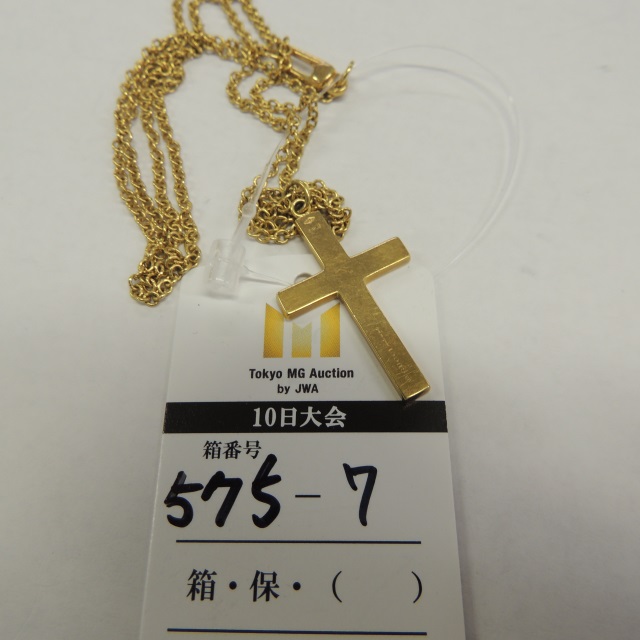 Tokyo MG Auction
by JWA
10日大会
箱番号
575-7
箱・保・（　　）